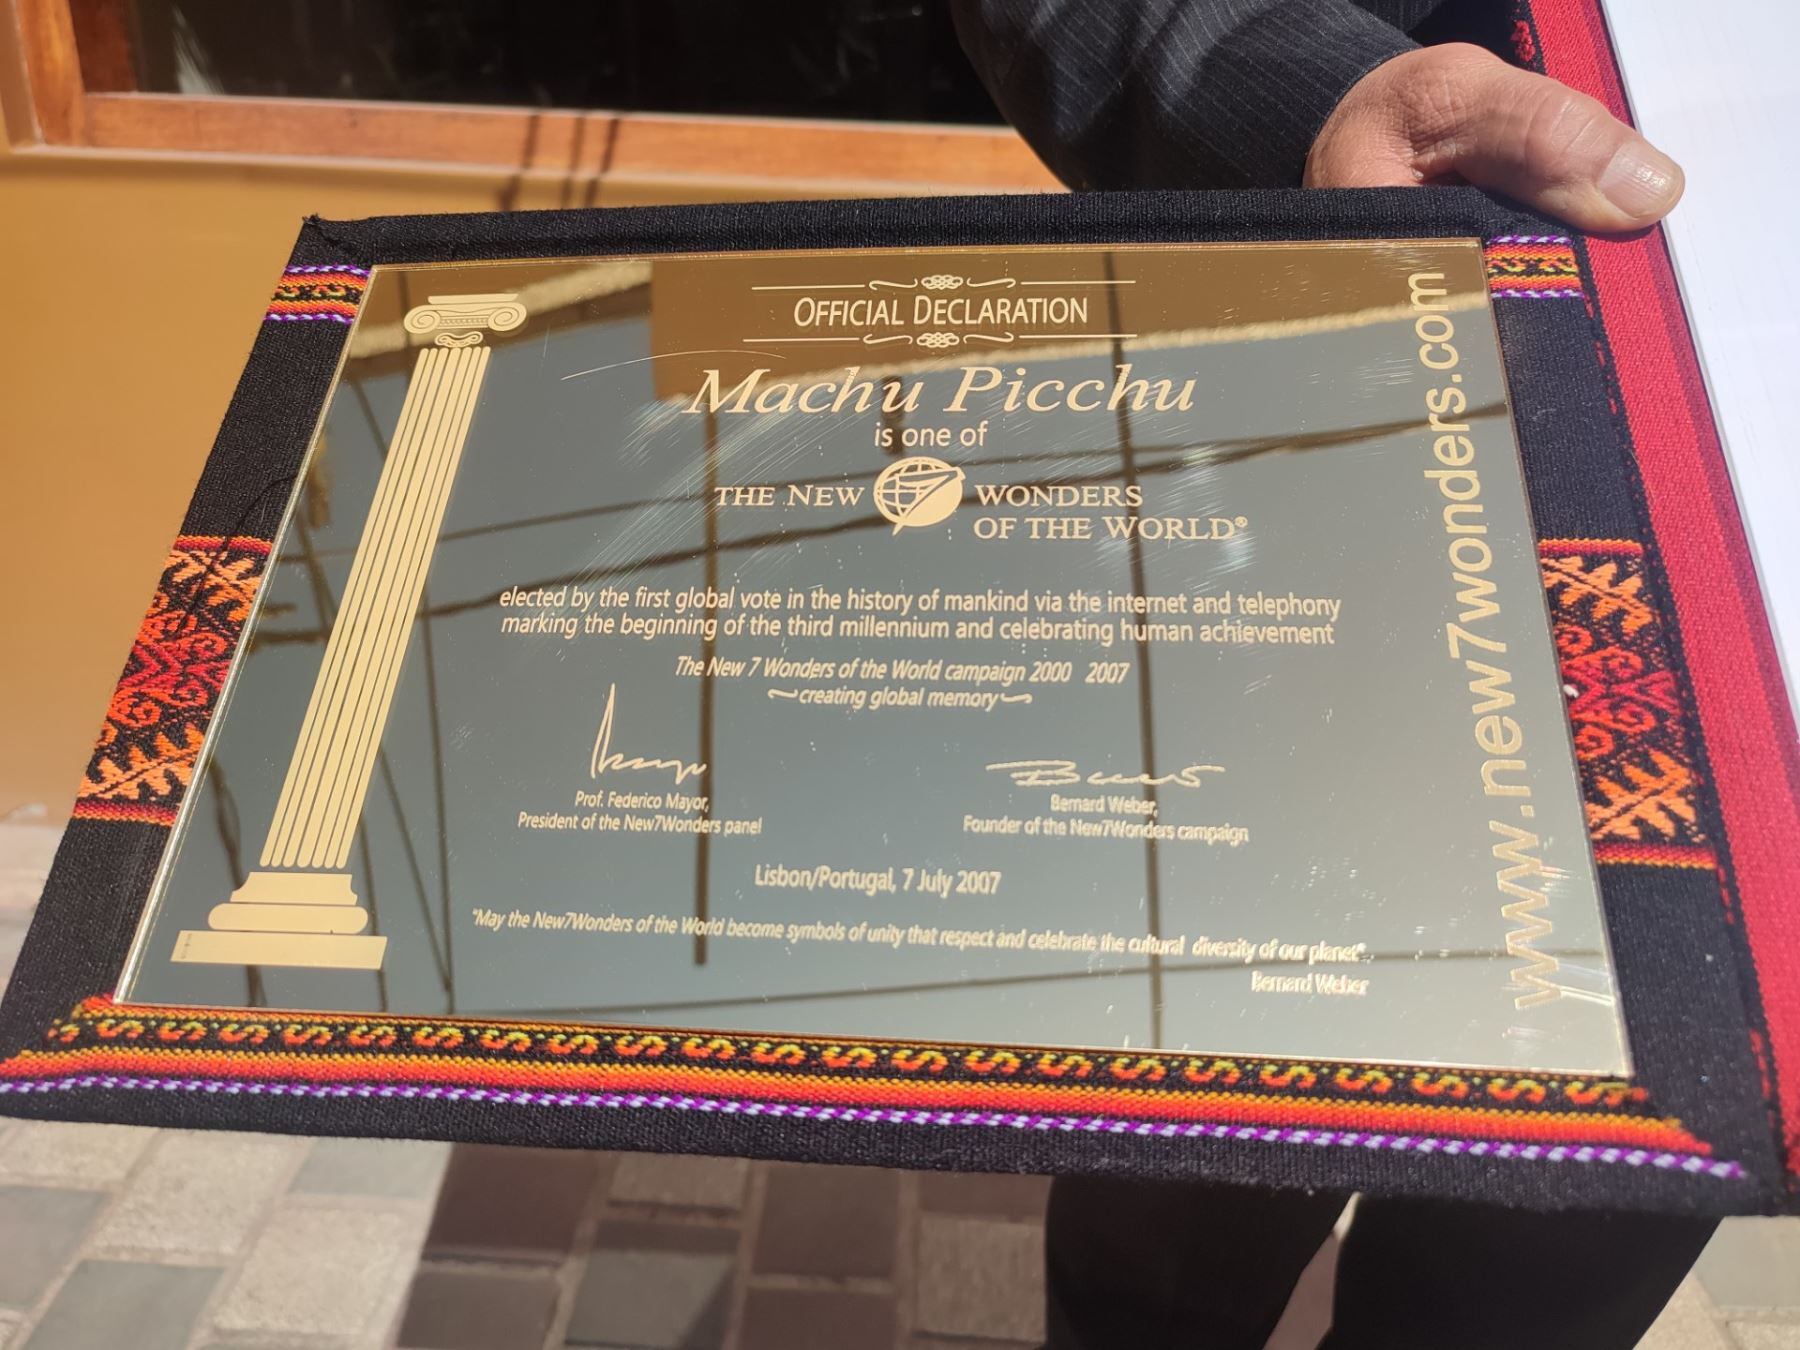 OFFICIAL DECLARATION
Machu Picchu
is one of
THE NEW 7 WONDERS
OF THE WORLD®
elected by the first global vote in the history of mankind via the internet and telephony
marking the beginning of the third millennium and celebrating human achievement
The New 7 Wonders of the World campaign 2000 2007
~creating global memory~
Prof. Federico Mayor,
President of the New7Wonders panel
Bernard Weber,
Founder of the New7Wonders campaign
Lisbon/Portugal, 7 July 2007
"May the New7Wonders of the World become symbols of unity that respect and celebrate the cultural diversity of our planet"
Bernard Weber
www.new7wonders.com